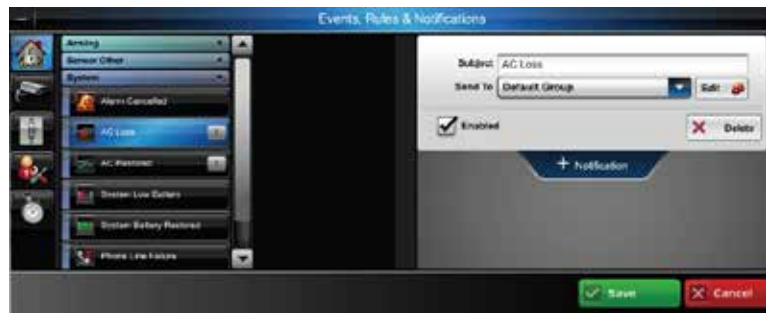 Events, Rules & Notifications
Arming
Sensor Other
System
Alarm Cancelled
AC Loss
AC Restored
System Low Battery
System Battery Restored
Phone Line Failure
Subject AC Loss
Send To Default Group Edit
Enabled
Delete
+ Notification
Save
Cancel